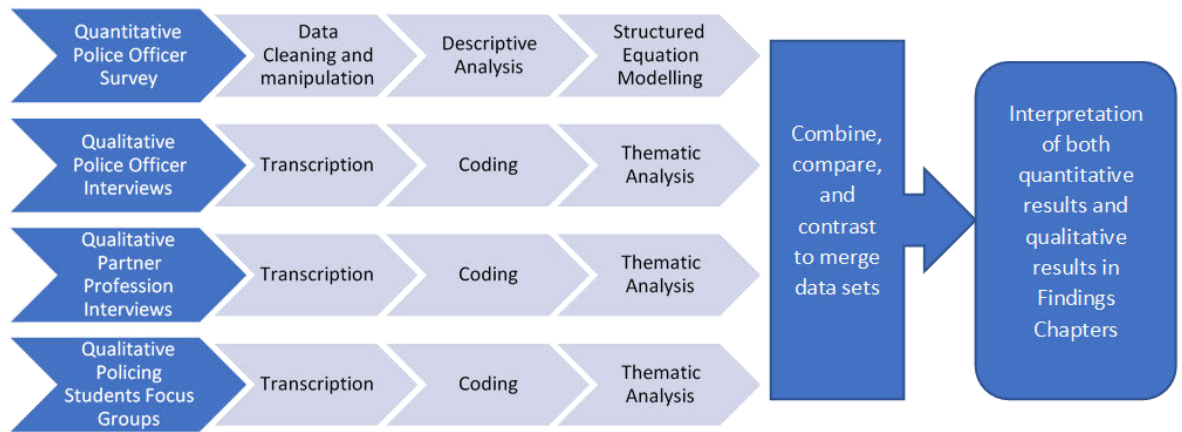 Quantitative
Police Officer
Survey
Data
Cleaning and
manipulation
Descriptive
Analysis
Structured
Equation
Modelling
Qualitative
Police Officer
Interviews
Transcription
Coding
Thematic
Analysis
Qualitative
Partner
Profession
Interviews
Transcription
Coding
Thematic
Analysis
Qualitative
Policing
Students Focus
Groups
Transcription
Coding
Thematic
Analysis
Combine,
compare,
and
contrast
to merge
data sets
Interpretation
of both
quantitative
results and
qualitative
results in
Findings
Chapters